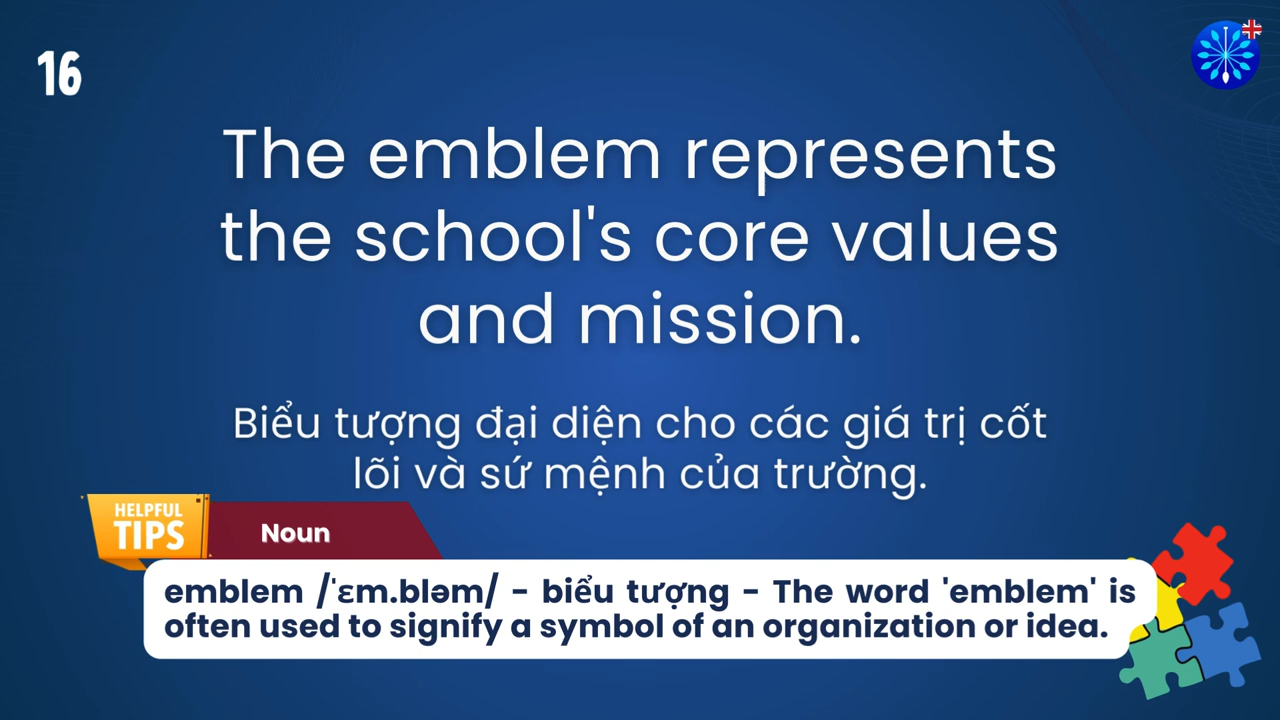 16
The emblem represents
the school's core values
and mission.
Biểu tượng đại diện cho các giá trị cốt
lõi và sứ mệnh của trường.
HELPFUL
TIPS
Noun
emblem /ˈɛm.bləm/ - biểu tượng - The word 'emblem' is
often used to signify a symbol of an organization or idea.